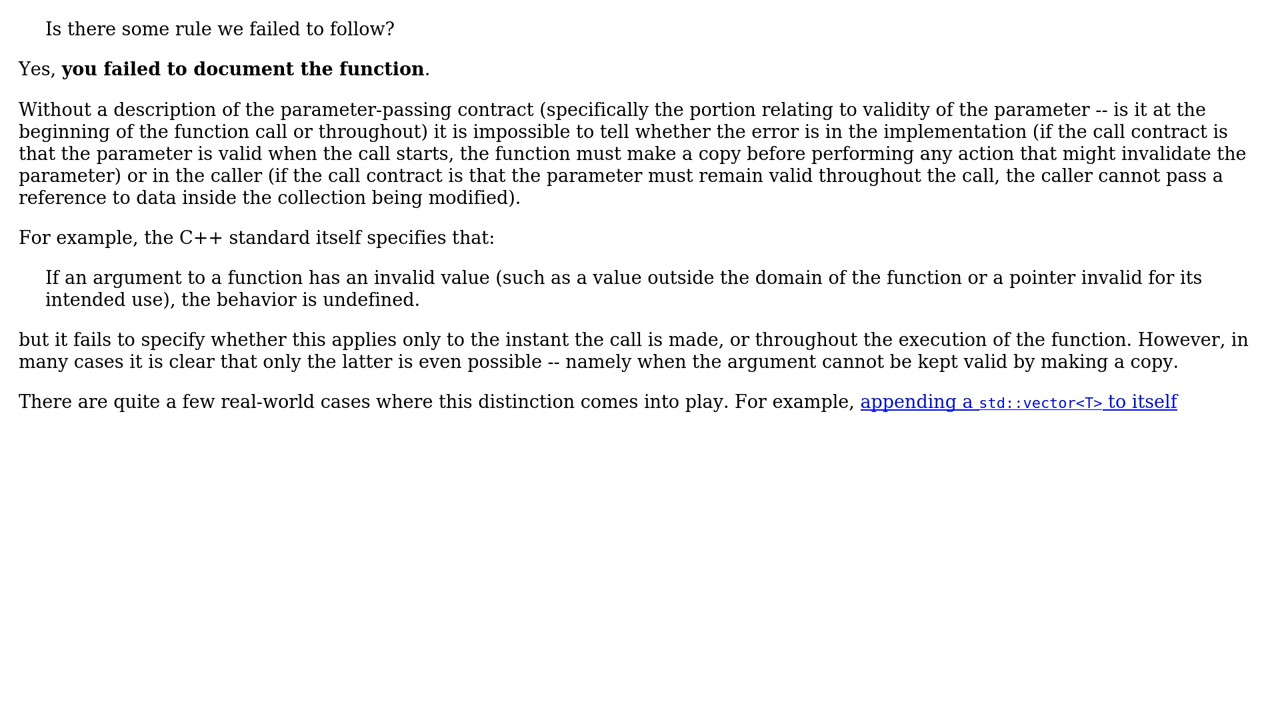 Is there some rule we failed to follow?
Yes, you failed to document the function.
Without a description of the parameter-passing contract (specifically the portion relating to validity of the parameter -- is it at the
beginning of the function call or throughout) it is impossible to tell whether the error is in the implementation (if the call contract is
that the parameter is valid when the call starts, the function must make a copy before performing any action that might invalidate the
parameter) or in the caller (if the call contract is that the parameter must remain valid throughout the call, the caller cannot pass a
reference to data inside the collection being modified).
For example, the C++ standard itself specifies that:
If an argument to a function has an invalid value (such as a value outside the domain of the function or a pointer invalid for its
intended use), the behavior is undefined.
but it fails to specify whether this applies only to the instant the call is made, or throughout the execution of the function. However, in
many cases it is clear that only the latter is even possible -- namely when the argument cannot be kept valid by making a copy.
There are quite a few real-world cases where this distinction comes into play. For example, appending a std::vector<T> to itself